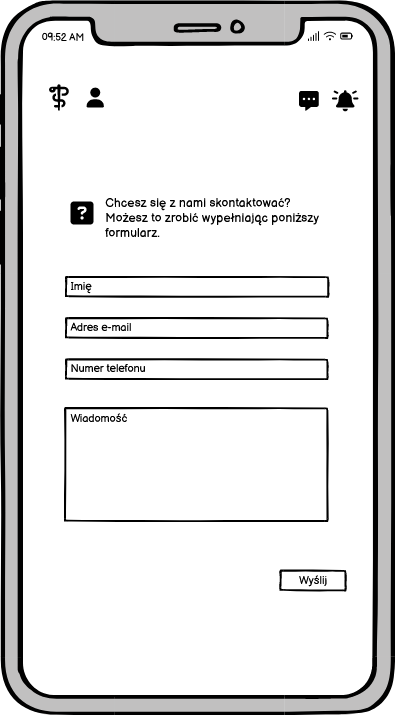 09:52 AM
?
Chcesz się z nami skontaktować?
Możesz to zrobić wypełniając poniższy
formularz.
Imię
Adres e-mail
Numer telefonu
Wiadomość
Wyślij